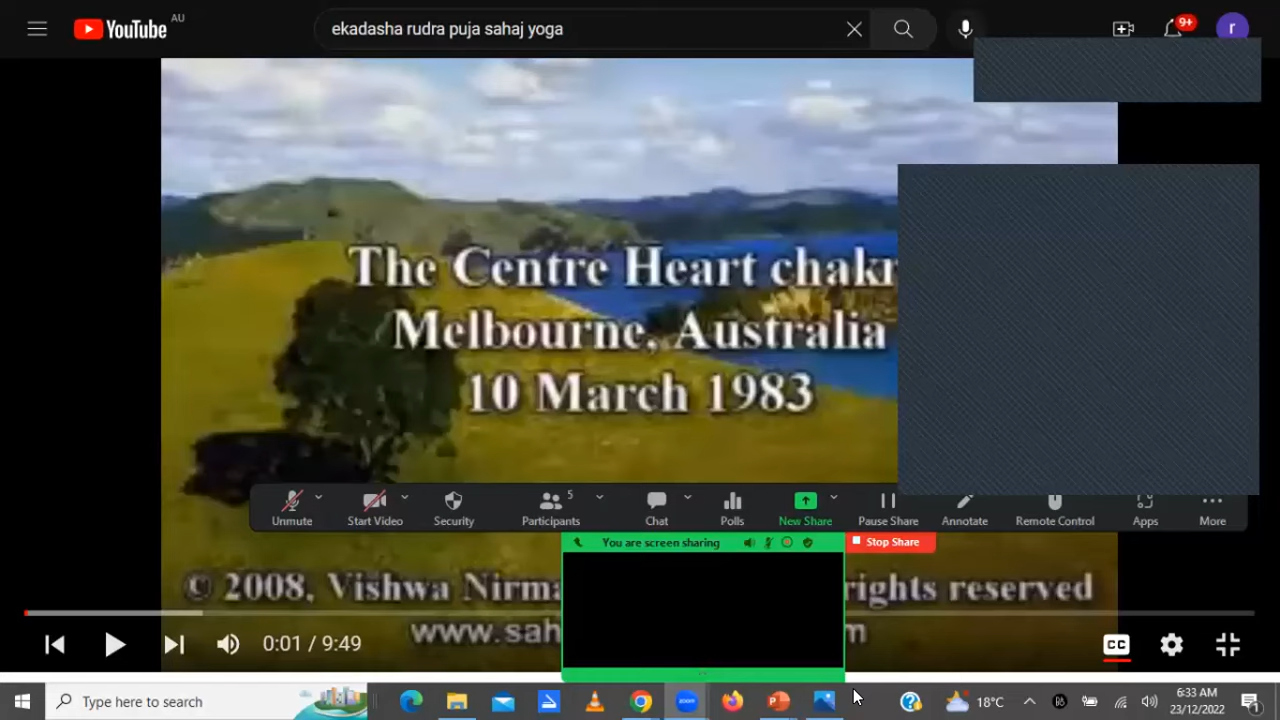 YouTube AU
ekadasha rudra puja sahaj yoga
9+
r
The Centre Heart
Melbourne, Australia
10 March 1983
Unmute
Start Video
Security
5
Participants
Chat
Polls
New Share
Pause Share
Annotate
Remote Control
Apps
More
You are screen sharing
Stop Share
© 2008, Vishwa
rights reserved
www.
0:01 / 9:49
CC
Type here to search
zoom
18°C
6:33 AM
23/12/2022
1